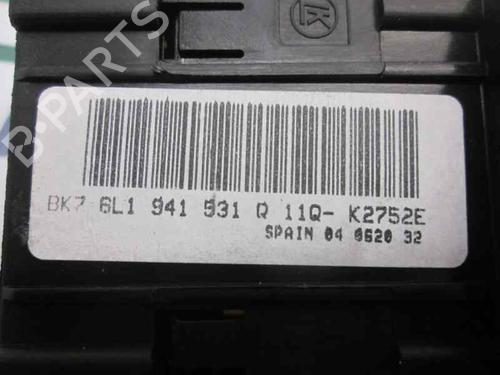 BK7 6L1 941 531 Q 11Q- K2752E
SPAIN 04 0620 32
B-PARTS